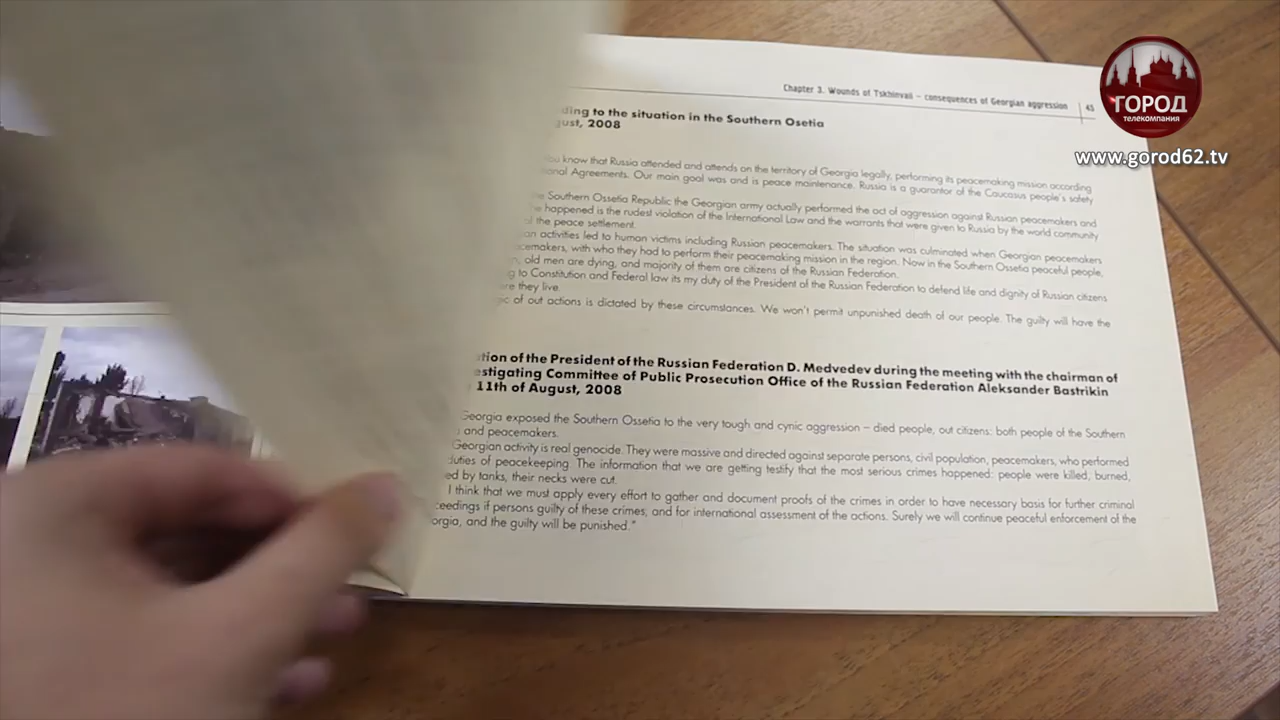 Chapter 3. Wounds of Tskhinvali – consequences of Georgian aggression | 45
ГОРОД
телекомпания
www.gorod62.tv
ding to the situation in the Southern Osetia
gust, 2008
ou know that Russia attended and attends on the territory of Georgia legally, performing its peacemaking mission according
onal Agreements. Our main goal was and is peace maintenance. Russia is a guarantor of the Caucasus people's safety
e Southern Ossetia Republic the Georgian army actually performed the act of aggression against Russian peacemakers and
e happened is the rudest violation of the International Law and the warrants that were given to Russia by the world community
of the peace settlement.
an activities led to human victims including Russian peacemakers. The situation was culminated when Georgian peacemakers
cemakers, with who they had to perform their peacemaking mission in the region. Now in the Southern Ossetia peaceful people,
n, old men are dying, and majority of them are citizens of the Russian Federation.
g to Constitution and Federal law its my duty of the President of the Russian Federation to defend life and dignity of Russian citizens
re they live.
ic of out actions is dictated by these circumstances. We won't permit unpunished death of our people. The guilty will have the
tion of the President of the Russian Federation D. Medvedev during the meeting with the chairman of
estigating Committee of Public Prosecution Office of the Russian Federation Aleksander Bastrikin
11th of August, 2008
Georgia exposed the Southern Ossetia to the very tough and cynic aggression – died people, out citizens: both people of the Southern
and peacemakers.
Georgian activity is real genocide. They were massive and directed against separate persons, civil population, peacemakers, who performed
duties of peacekeeping. The information that we are getting testify that the most serious crimes happened: people were killed, burned,
ed by tanks, their necks were cut.
I think that we must apply every effort to gather and document proofs of the crimes in order to have necessary basis for further criminal
ceedings if persons guilty of these crimes, and for international assessment of the actions. Surely we will continue peaceful enforcement of the
orgia, and the guilty will be punished."